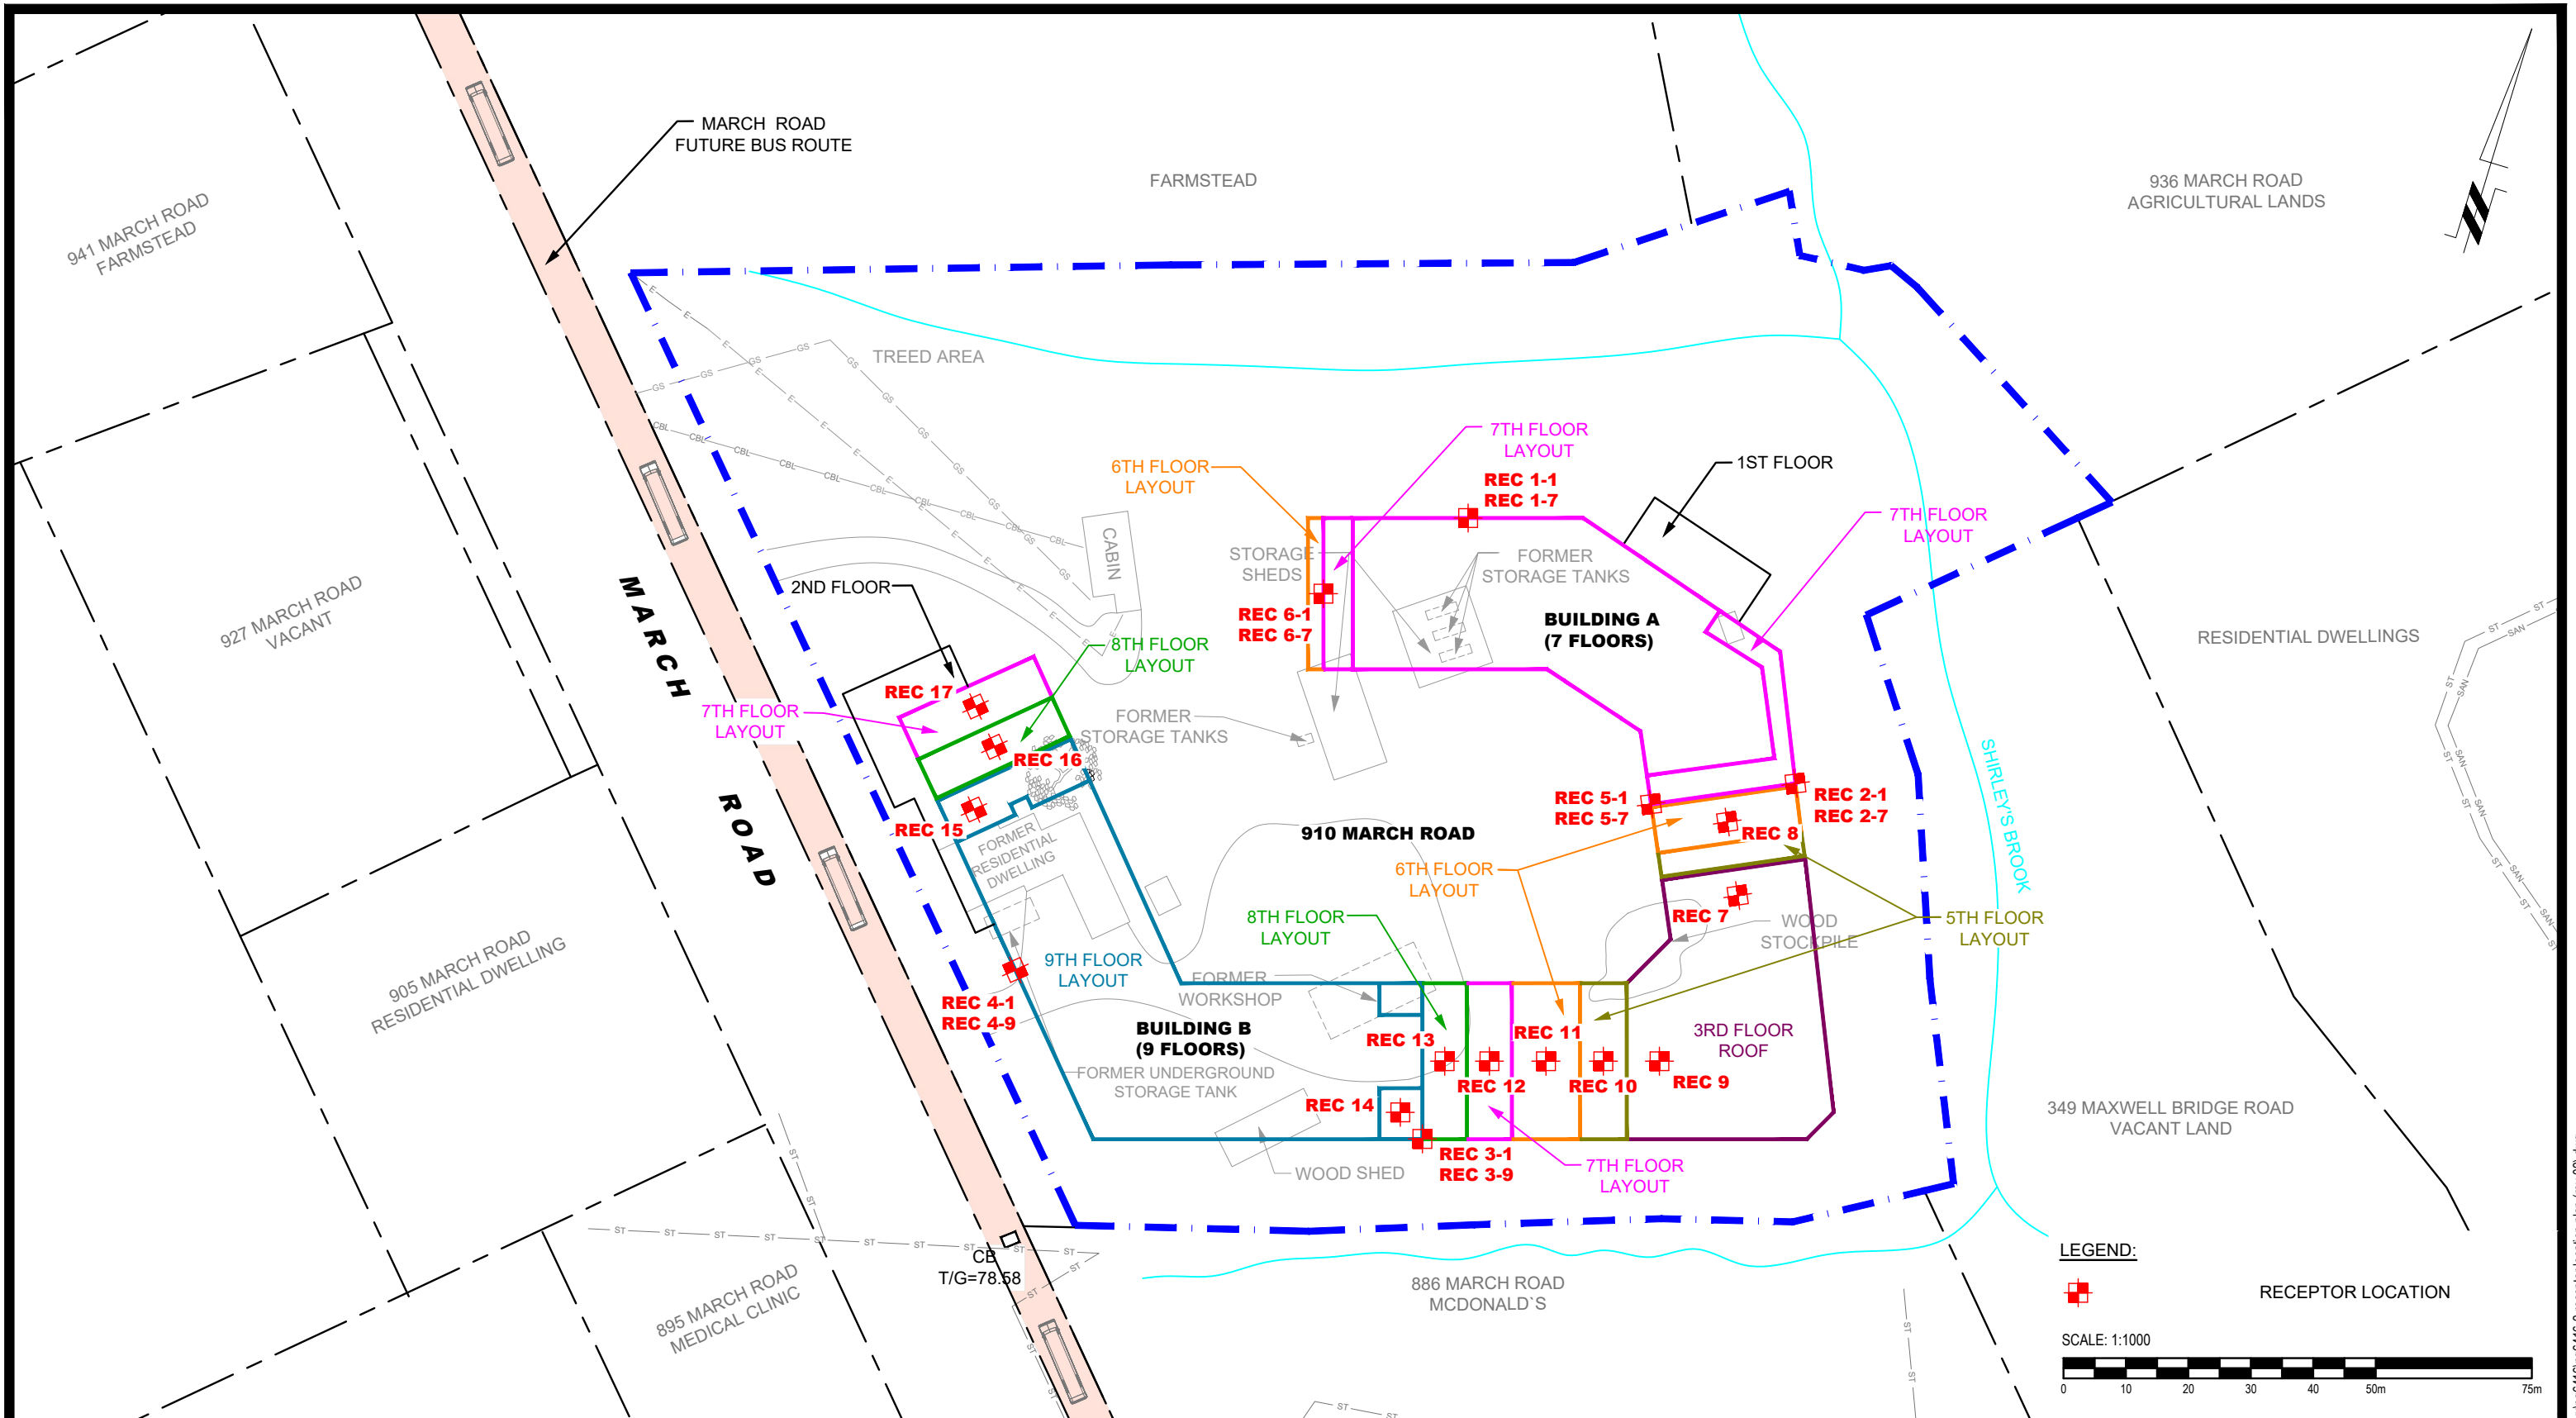 MARCH ROAD
FUTURE BUS ROUTE
FARMSTEAD
936 MARCH ROAD
AGRICULTURAL LANDS
941 MARCH ROAD
FARMSTEAD
TREED AREA
7TH FLOOR
LAYOUT
6TH FLOOR
LAYOUT
1ST FLOOR
REC 1-1
REC 1-7
7TH FLOOR
LAYOUT
STORAGE
SHEDS
FORMER
STORAGE TANKS
CABIN
2ND FLOOR
927 MARCH ROAD
VACANT
MARCH
ROAD
REC 6-1
REC 6-7
BUILDING A
(7 FLOORS)
RESIDENTIAL DWELLINGS
8TH FLOOR
LAYOUT
REC 17
7TH FLOOR
LAYOUT
FORMER
STORAGE TANKS
REC 16
SHIRLEY'S BROOK
REC 5-1
REC 5-7
REC 2-1
REC 2-7
REC 15
910 MARCH ROAD
REC 8
FORMER
RESIDENTIAL
DWELLING
6TH FLOOR
LAYOUT
8TH FLOOR
LAYOUT
REC 7
WOOD
STOCKPILE
5TH FLOOR
LAYOUT
905 MARCH ROAD
RESIDENTIAL DWELLING
9TH FLOOR
LAYOUT
FORMER
WORKSHOP
REC 4-1
REC 4-9
BUILDING B
(9 FLOORS)
REC 13
REC 11
3RD FLOOR
ROOF
FORMER UNDERGROUND
STORAGE TANK
REC 12
REC 10
REC 9
REC 14
349 MAXWELL BRIDGE ROAD
VACANT LAND
REC 3-1
REC 3-9
WOOD SHED
7TH FLOOR
LAYOUT
CB
T/G=78.58
895 MARCH ROAD
MEDICAL CLINIC
886 MARCH ROAD
MCDONALD`S
LEGEND:
RECEPTOR LOCATION
SCALE: 1:1000
0 10 20 30 40 50m 75m